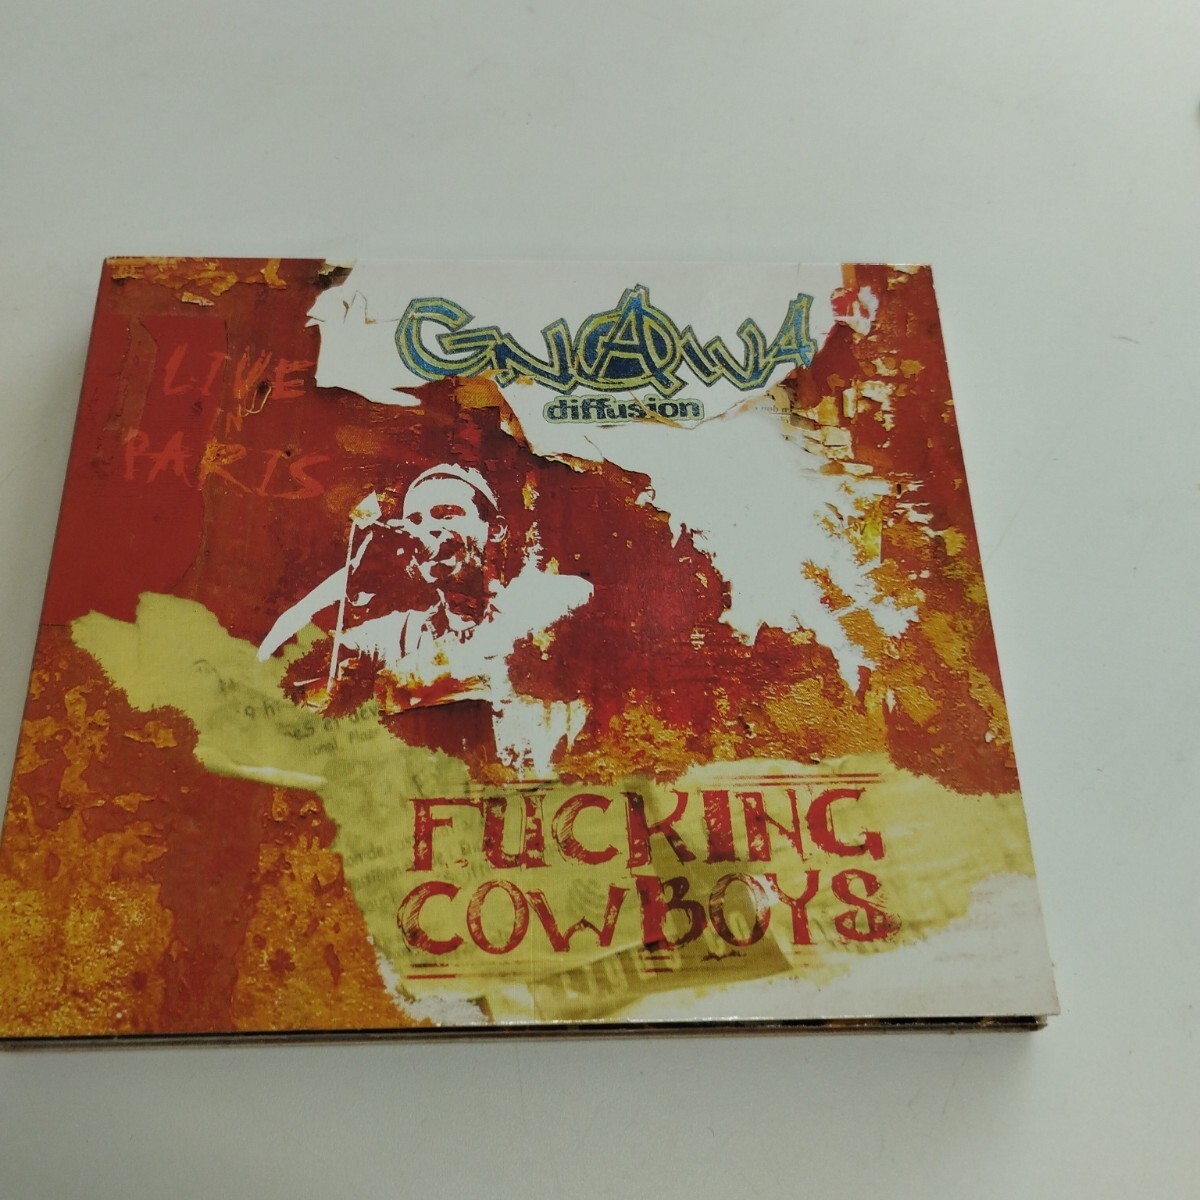 GNAWA
diffusion
LIVE
IN
PARIS
FUCKING
COWBOYS